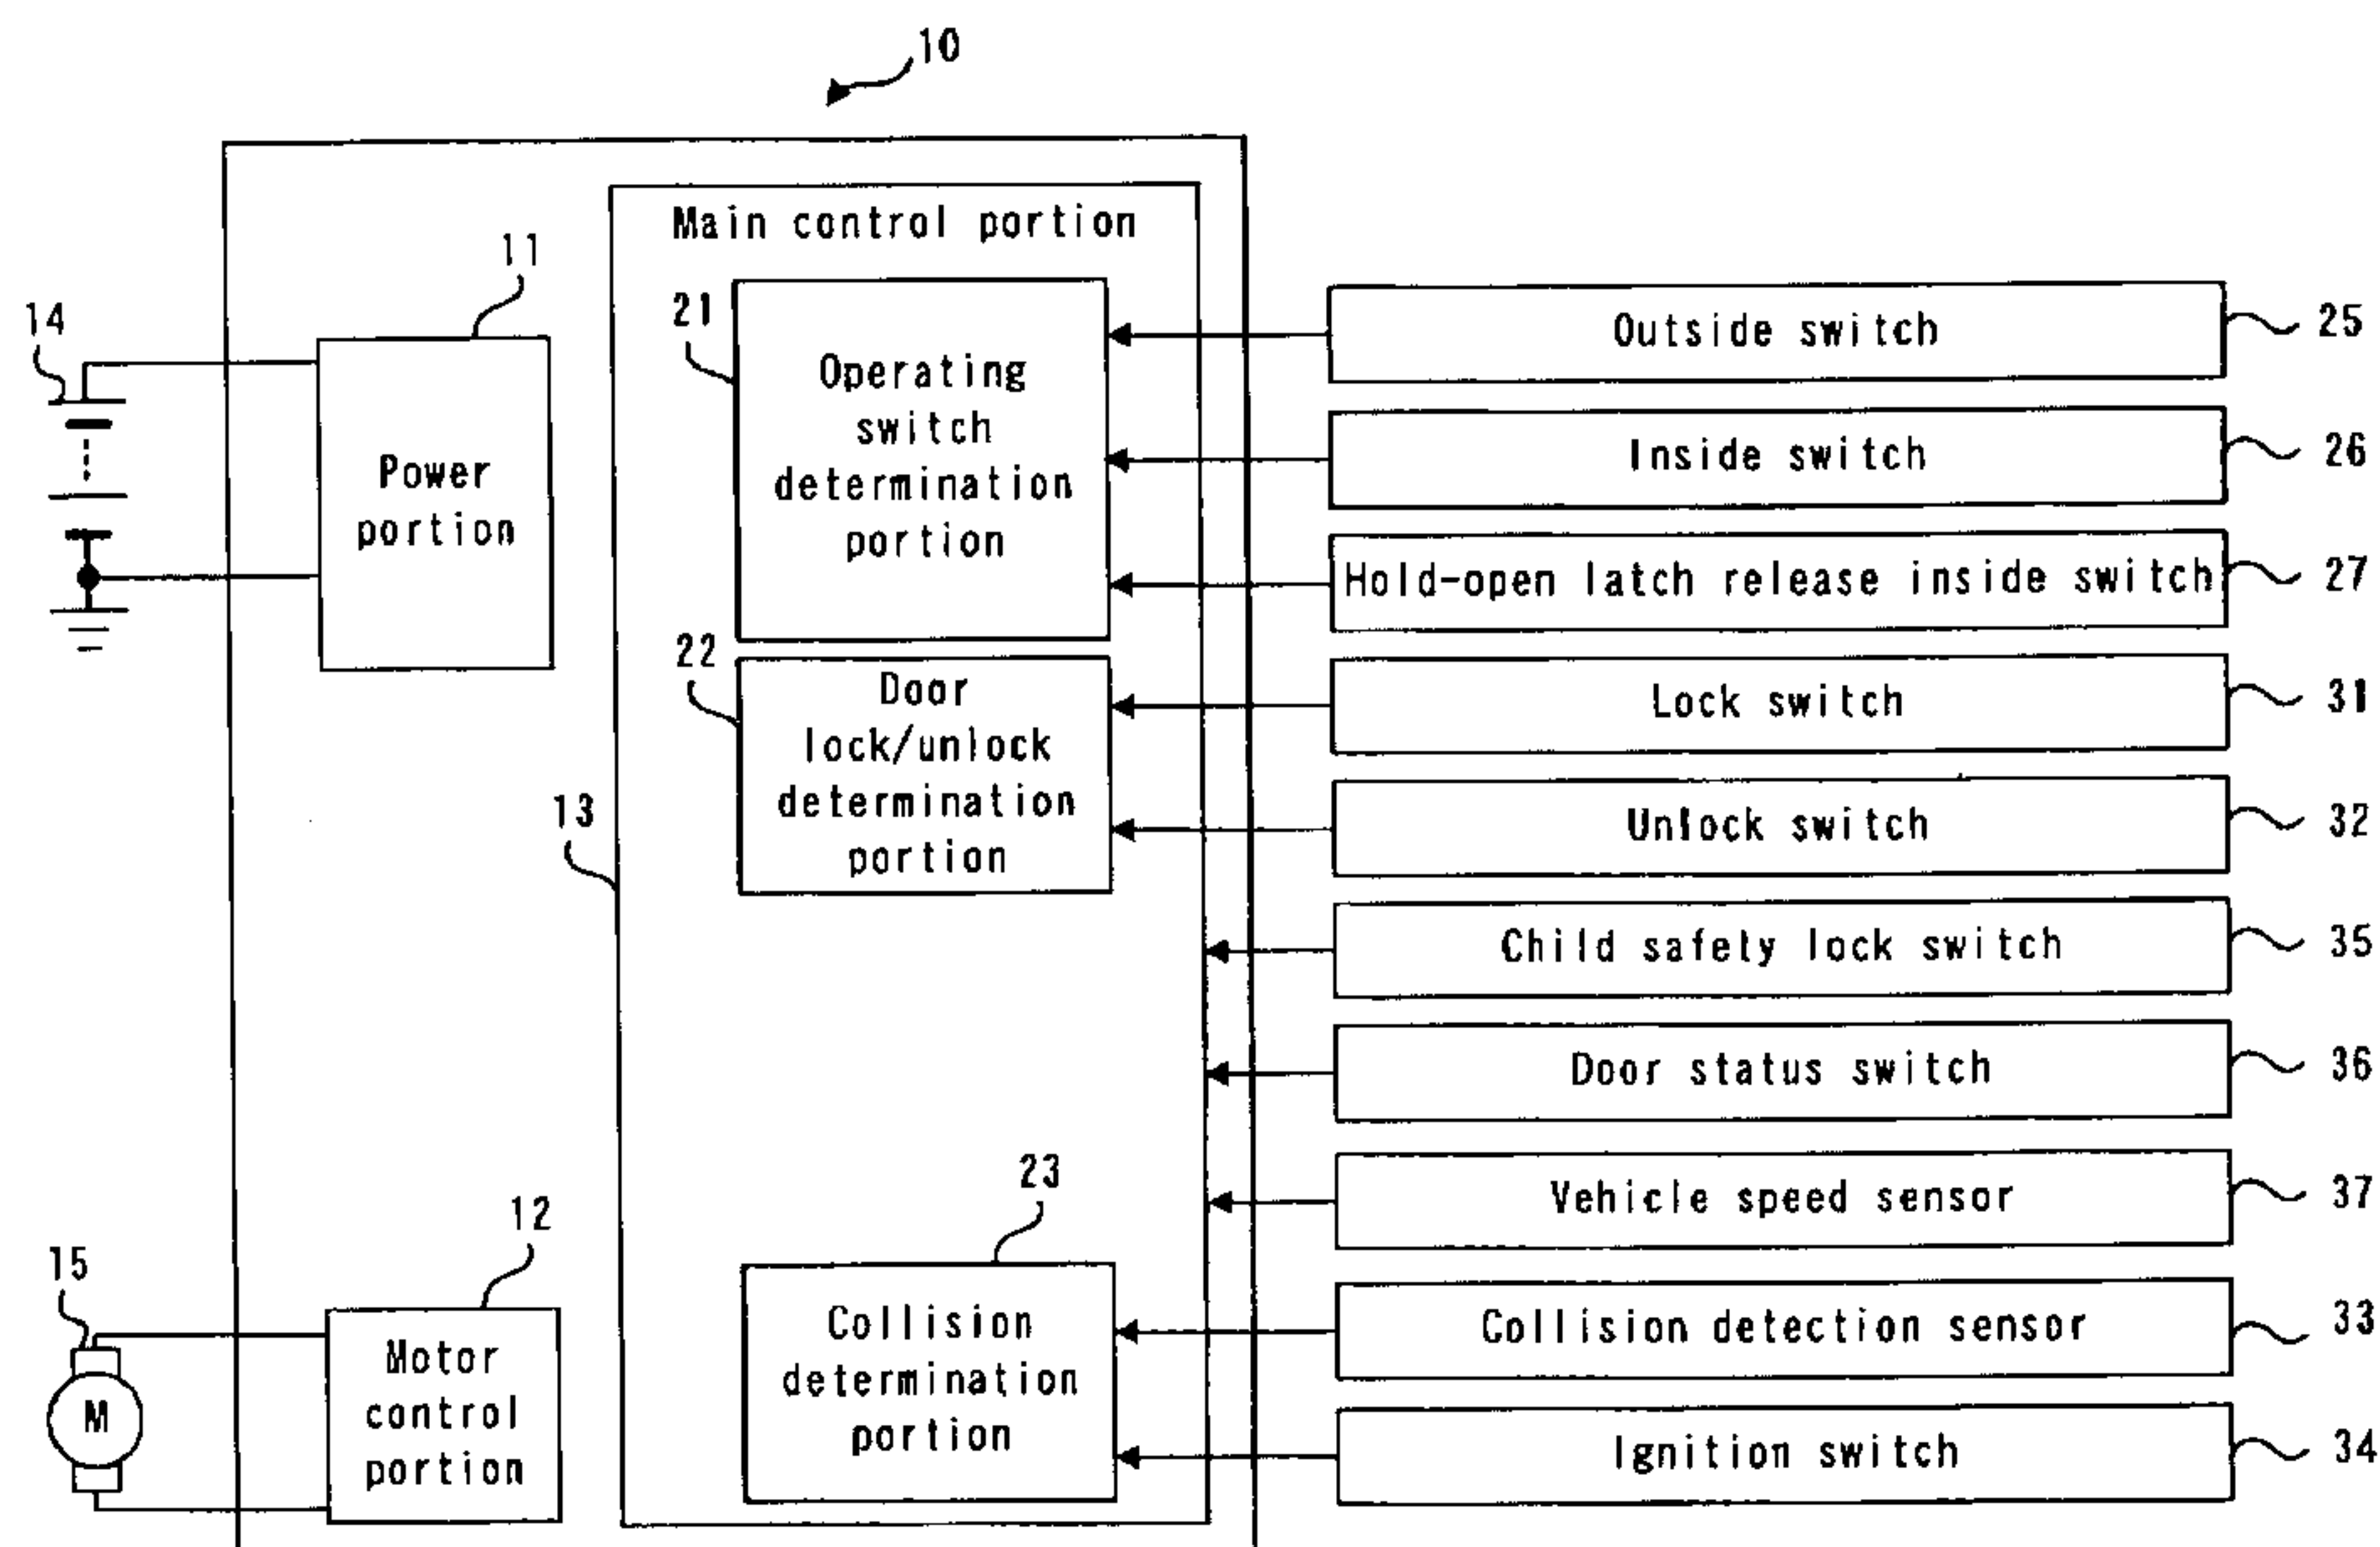 10
Main control portion
11
14
Power
portion
21
Operating
switch
determination
portion
22
Door
lock/unlock
determination
portion
13
23
Collision
determination
portion
12
15
M
Motor
control
portion
Outside switch 25
Inside switch 26
Hold-open latch release inside switch 27
Lock switch 31
Unlock switch 32
Child safety lock switch 35
Door status switch 36
Vehicle speed sensor 37
Collision detection sensor 33
Ignition switch 34